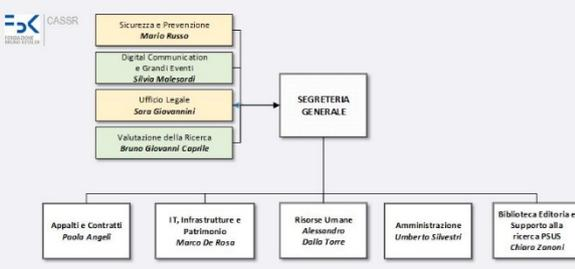 FBK
CASSR
FONDAZIONE
BRUNO KESSLER
Sicurezza e Prevenzione
Mario Russo
Digital Communication
e Grandi Eventi
Silvia Malesardi
Ufficio Legale
Sara Giovannini
Valutazione della Ricerca
Bruno Giovanni Caprile
SEGRETERIA
GENERALE
Appalti e Contratti
Paola Angeli
IT, Infrastrutture e
Patrimonio
Marco De Rosa
Risorse Umane
Alessandro
Dalla Torre
Amministrazione
Umberto Silvestri
Biblioteca Editoria e
Supporto alla
ricerca PSUS
Chiara Zanoni